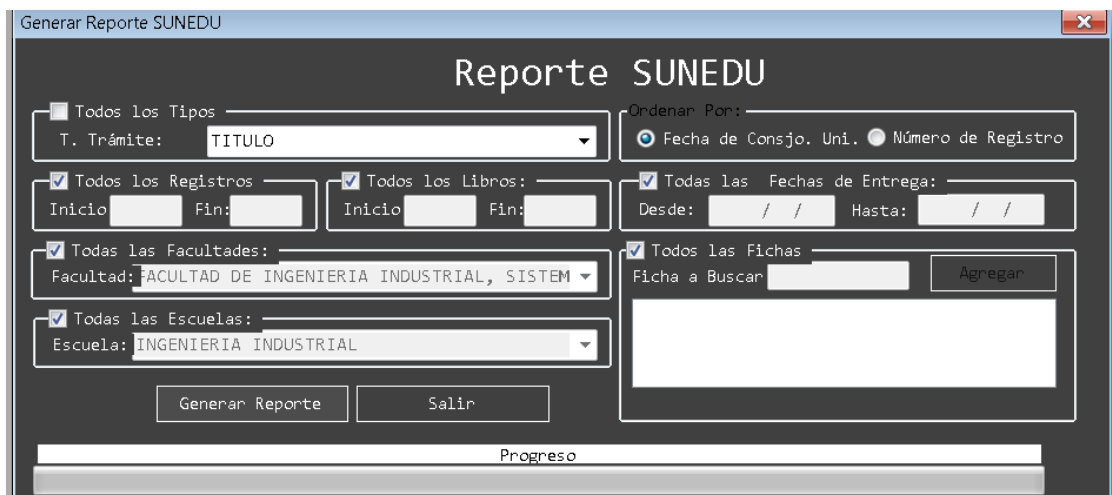 Generar Reporte SUNEDU
Reporte SUNEDU
Todos los Tipos
T. Trámite: TITULO
Ordenar Por:
Fecha de Consjo. Uni. Número de Registro
Todos los Registros
Inicio Fin:
Todos los Libros:
Inicio Fin:
Todas las Fechas de Entrega:
Desde: / / Hasta: / /
Todas las Facultades:
Facultad: FACULTAD DE INGENIERIA INDUSTRIAL, SISTEM
Todos las Fichas
Ficha a Buscar Agregar
Todas las Escuelas:
Escuela: INGENIERIA INDUSTRIAL
Generar Reporte Salir
Progreso